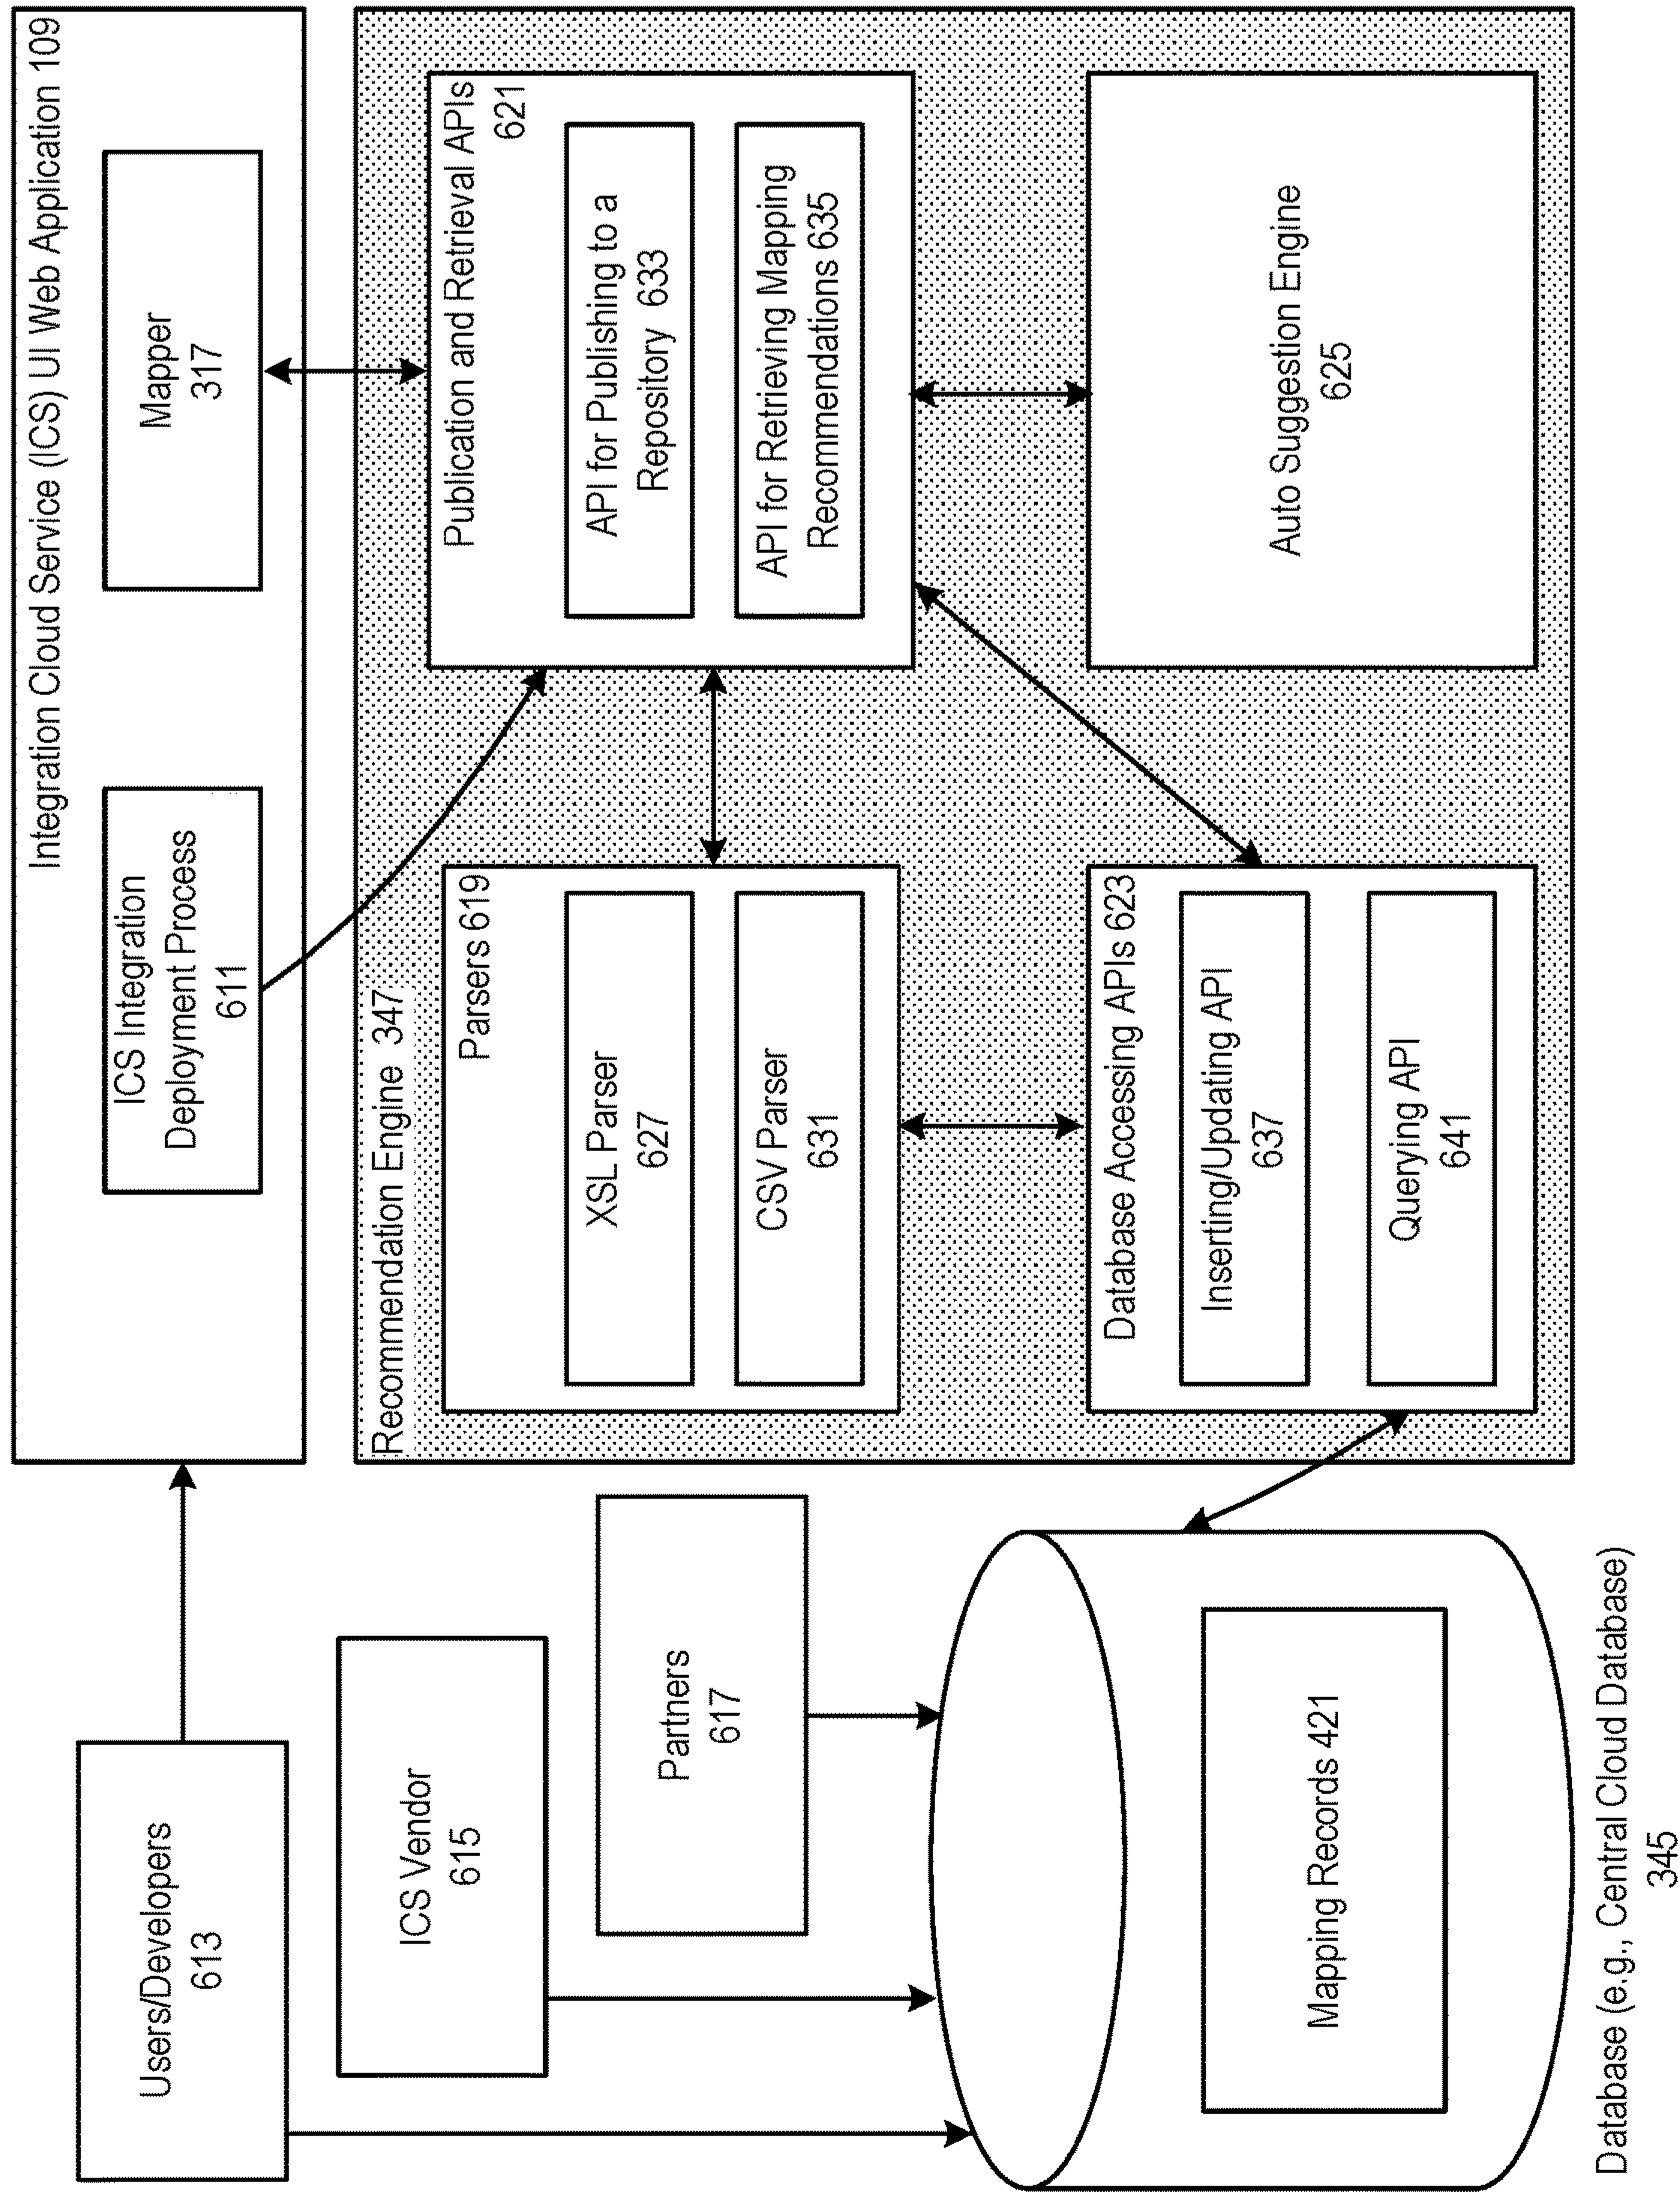 Users/Developers
613
Integration Cloud Service (ICS) UI Web Application 109
ICS Integration
Deployment Process
611
Mapper
317
ICS Vendor
615
Partners
617
Recommendation Engine 347
Parsers 619
XSL Parser
627
CSV Parser
631
Publication and Retrieval APIs
621
API for Publishing to a
Repository 633
API for Retrieving Mapping
Recommendations 635
Database Accessing APIs 623
Inserting/Updating API
637
Querying API
641
Auto Suggestion Engine
625
Mapping Records 421
Database (e.g., Central Cloud Database)
345